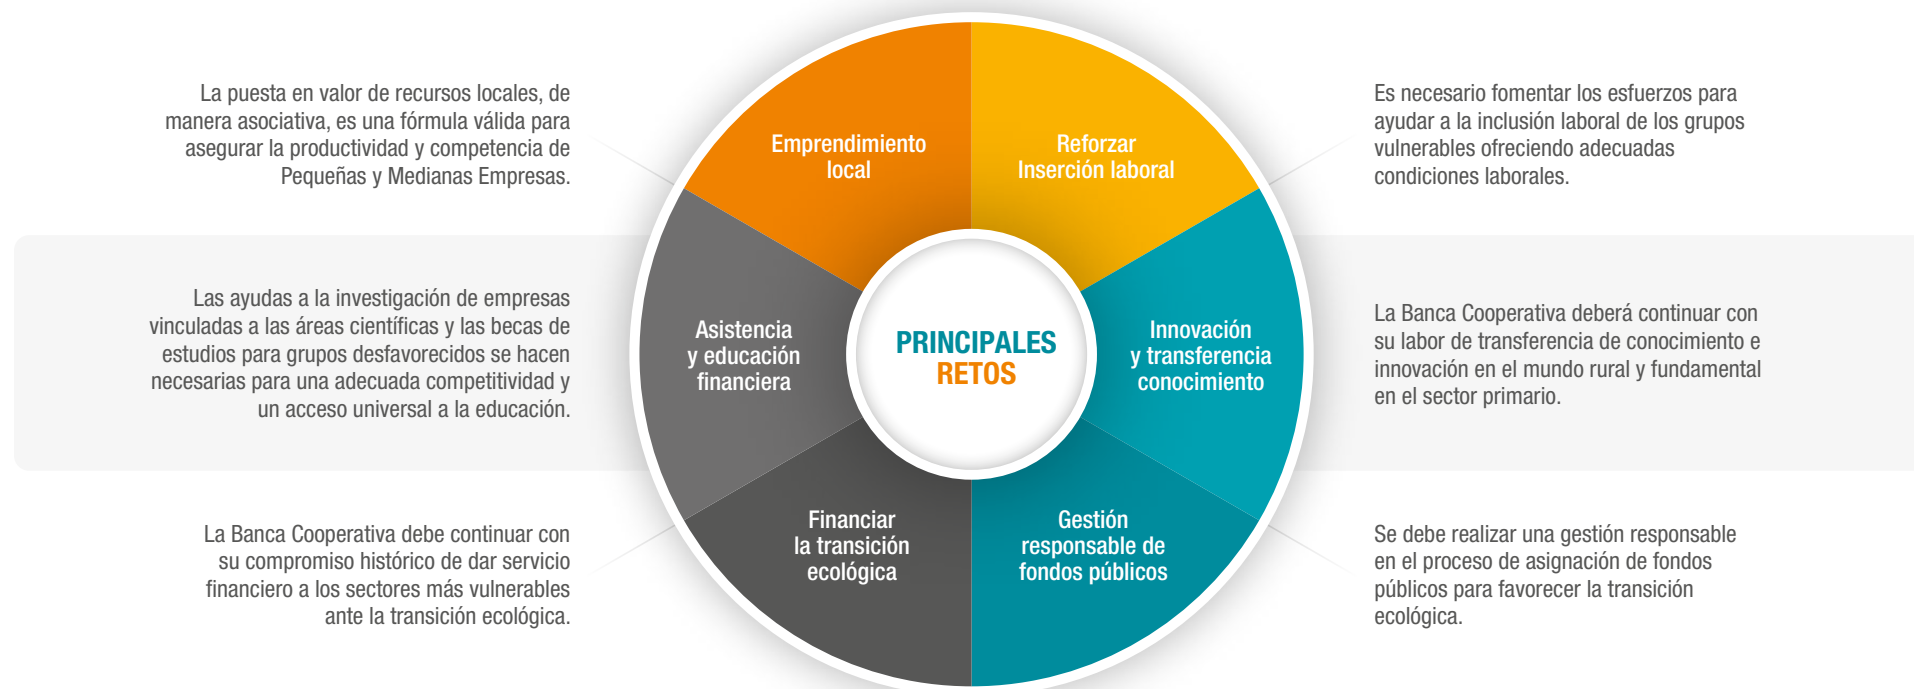 La puesta en valor de recursos locales, de
manera asociativa, es una fórmula válida para
asegurar la productividad y competencia de
Pequeñas y Medianas Empresas.
Emprendimiento
local
Reforzar
Inserción laboral
Es necesario fomentar los esfuerzos para
ayudar a la inclusión laboral de los grupos
vulnerables ofreciendo adecuadas
condiciones laborales.
Las ayudas a la investigación de empresas
vinculadas a las áreas científicas y las becas de
estudios para grupos desfavorecidos se hacen
necesarias para una adecuada competitividad y
un acceso universal a la educación.
Asistencia
y educación
financiera
PRINCIPALES
RETOS
Innovación
y transferencia
conocimiento
La Banca Cooperativa deberá continuar con
su labor de transferencia de conocimiento e
innovación en el mundo rural y fundamental
en el sector primario.
La Banca Cooperativa debe continuar con
su compromiso histórico de dar servicio
financiero a los sectores más vulnerables
ante la transición ecológica.
Financiar
la transición
ecológica
Gestión
responsable de
fondos públicos
Se debe realizar una gestión responsable
en el proceso de asignación de fondos
públicos para favorecer la transición
ecológica.